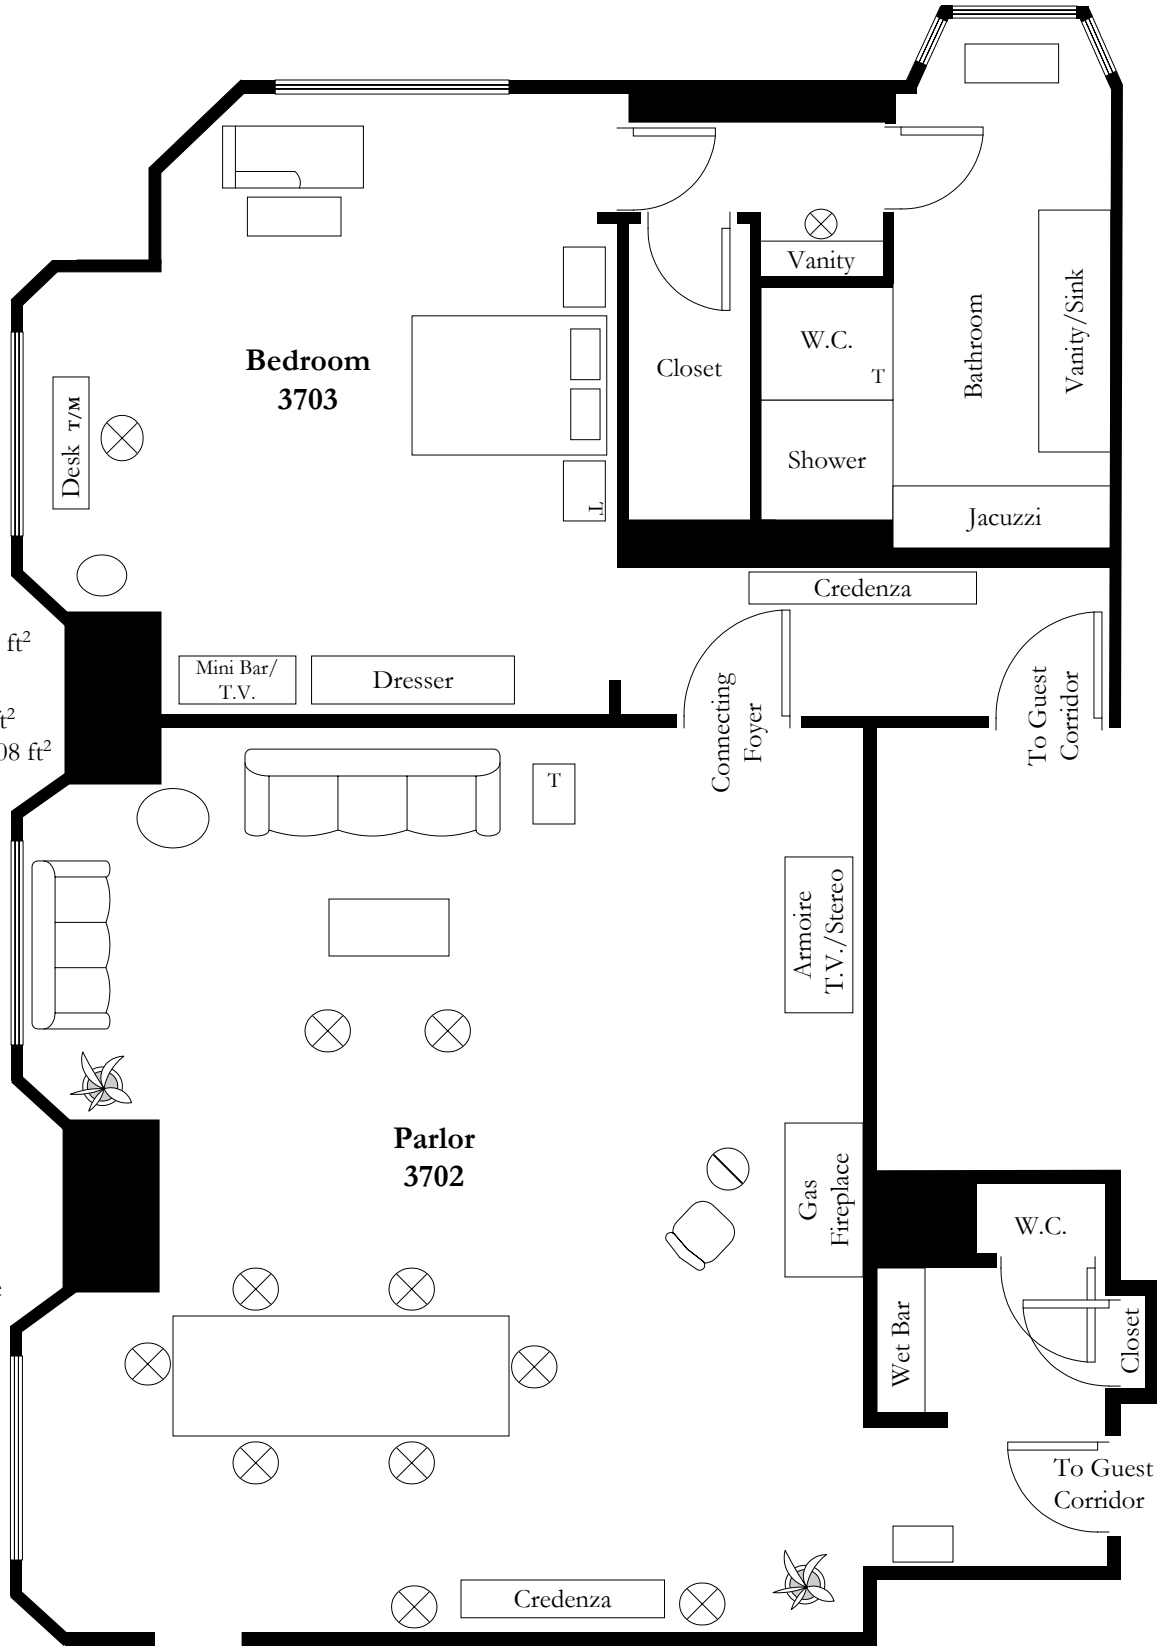 Vanity
Bedroom
3703
W.C.
T
Closet
Bathroom
Vanity/Sink
Desk T/M
Shower
T
Jacuzzi
Credenza
ft²
Mini Bar/
T.V.
Dresser
Connecting
Foyer
To Guest
Corridor
ft²
08 ft²
T
Armoire
T.V./Stereo
Parlor
3702
Gas
Fireplace
W.C.
Wet Bar
Closet
To Guest
Corridor
Credenza